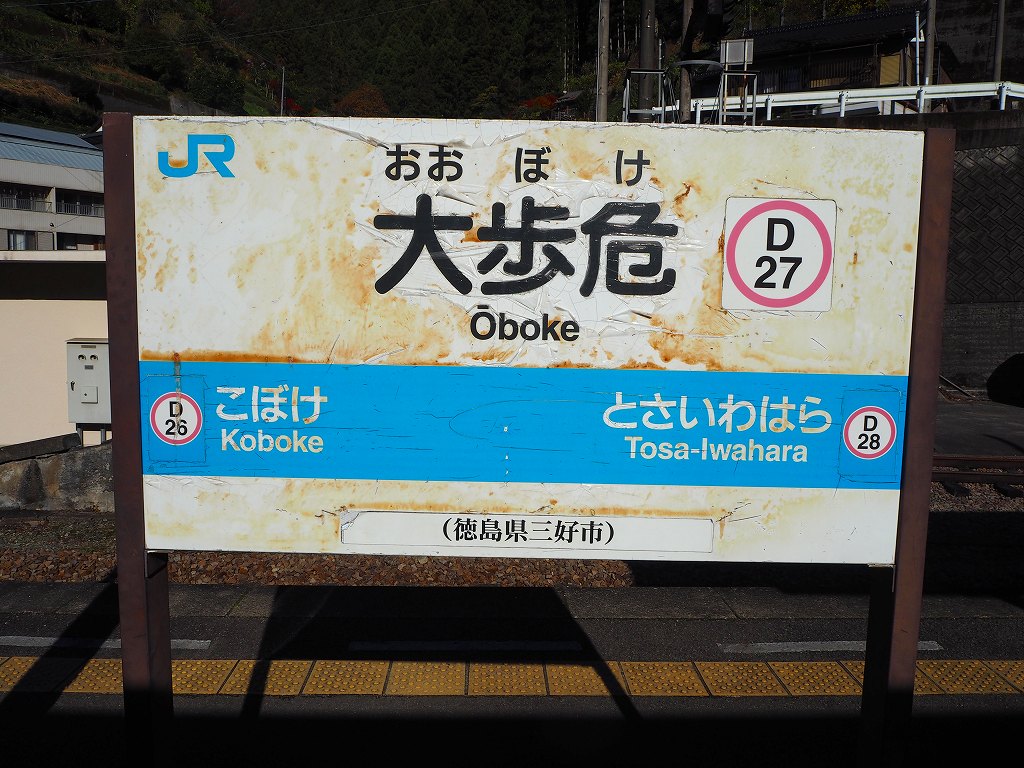 JR
おおぼけ
大歩危
D
27
Ōboke
D
26
こぼけ
Koboke
とさいわはら
Tosa-Iwahara
D
28
(徳島県三好市)